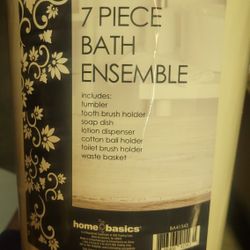 7 PIECE
BATH
ENSEMBLE
includes:
tumbler
tooth brush holder
soap dish
lotion dispenser
cotton ball holder
toilet brush holder
waste basket
home basics®
BA41543